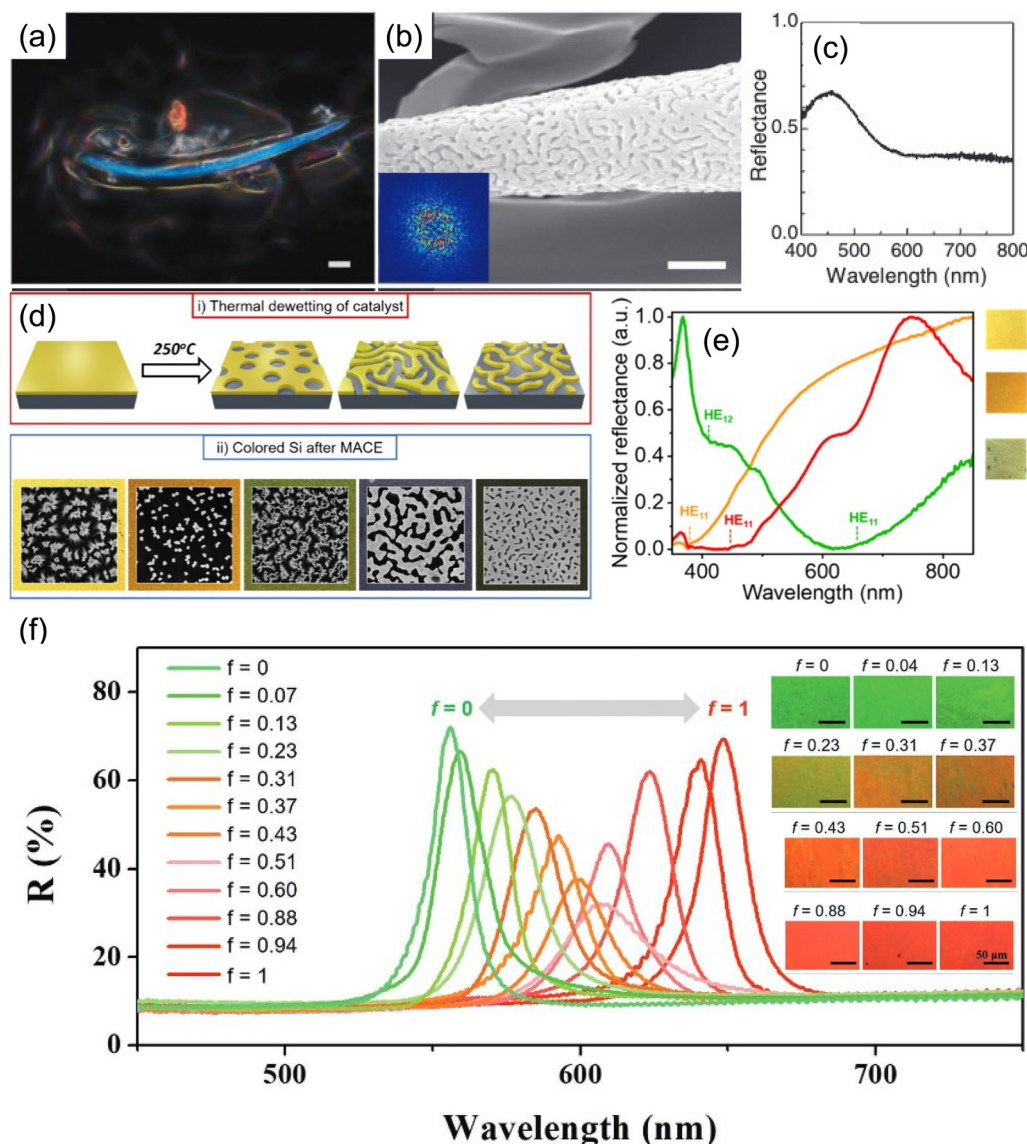 (a)
(b)
(c)
1.0
0.5
0.0
Reflectance
400 500 600 700 800
Wavelength (nm)
(d)
i) Thermal dewetting of catalyst
250°C
ii) Colored Si after MACE
(e)
Normalized reflectance (a.u.)
1.0
0.8
0.6
0.4
0.2
0.0
HE12
HE11
HE11
HE11
400 600 800
Wavelength (nm)
(f)
R (%)
80
60
40
20
0
f = 0
f = 0.07
f = 0.13
f = 0.23
f = 0.31
f = 0.37
f = 0.43
f = 0.51
f = 0.60
f = 0.88
f = 0.94
f = 1
f = 0
f = 1
f = 0 f = 0.04 f = 0.13
f = 0.23 f = 0.31 f = 0.37
f = 0.43 f = 0.51 f = 0.60
f = 0.88 f = 0.94 f = 1
50 µm
500 600 700
Wavelength (nm)